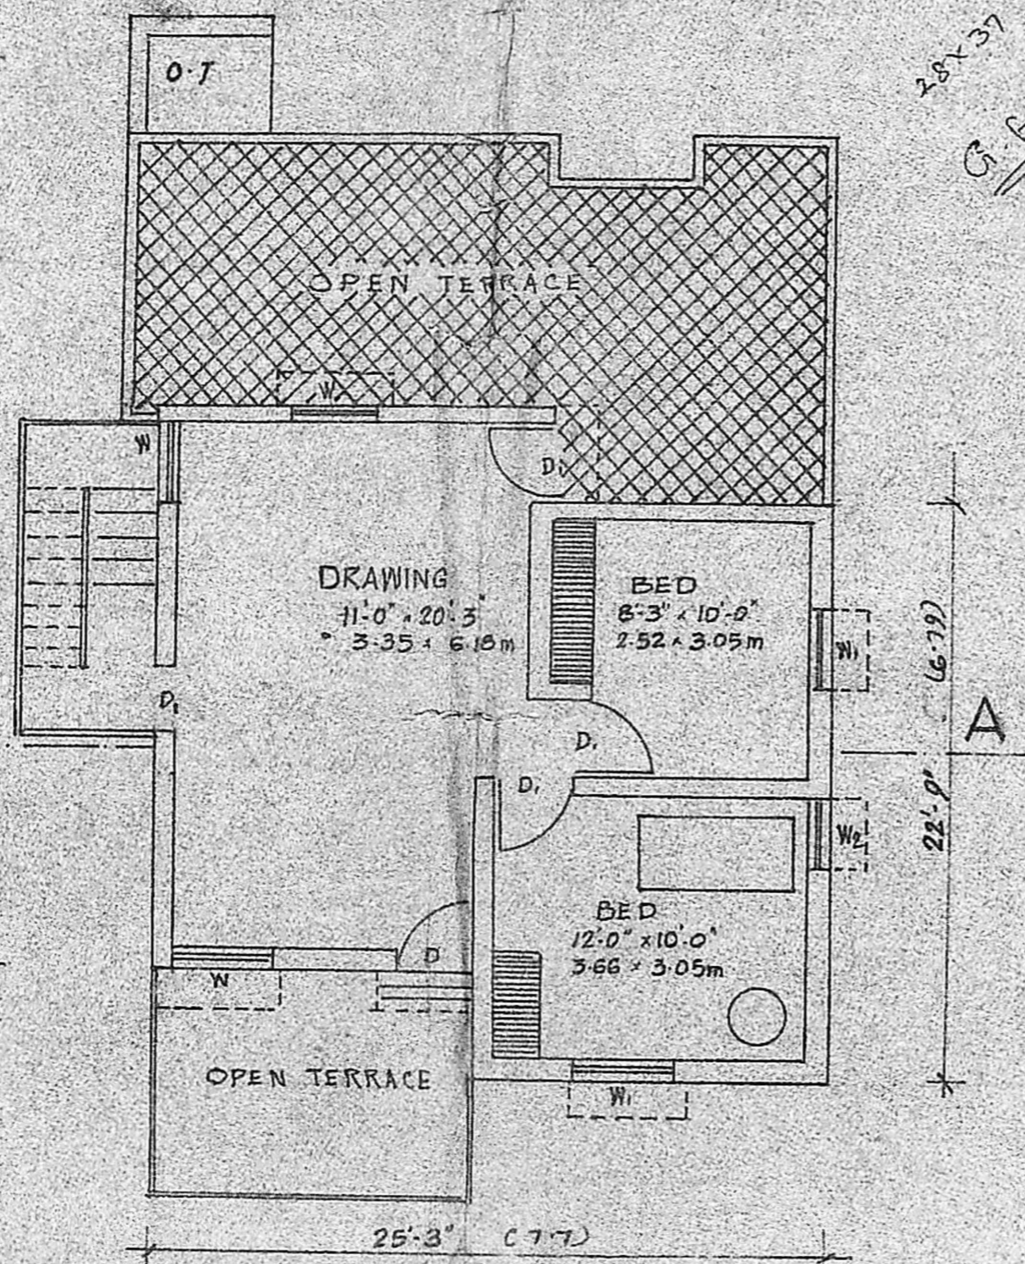 28 x 37
O.T
OPEN TERRACE
W
W
D1
DRAWING
11'-0" x 20'-3"
3.35 x 6.18m
BED
8'-3" x 10'-0"
2.52 x 3.05m
W1
(6.79)
D1
A
D1
D1
22'-9"
W2
BED
12'-0" x 10'-0"
3.66 x 3.05m
D
W
OPEN TERRACE
W1
25'-3" (7.7)